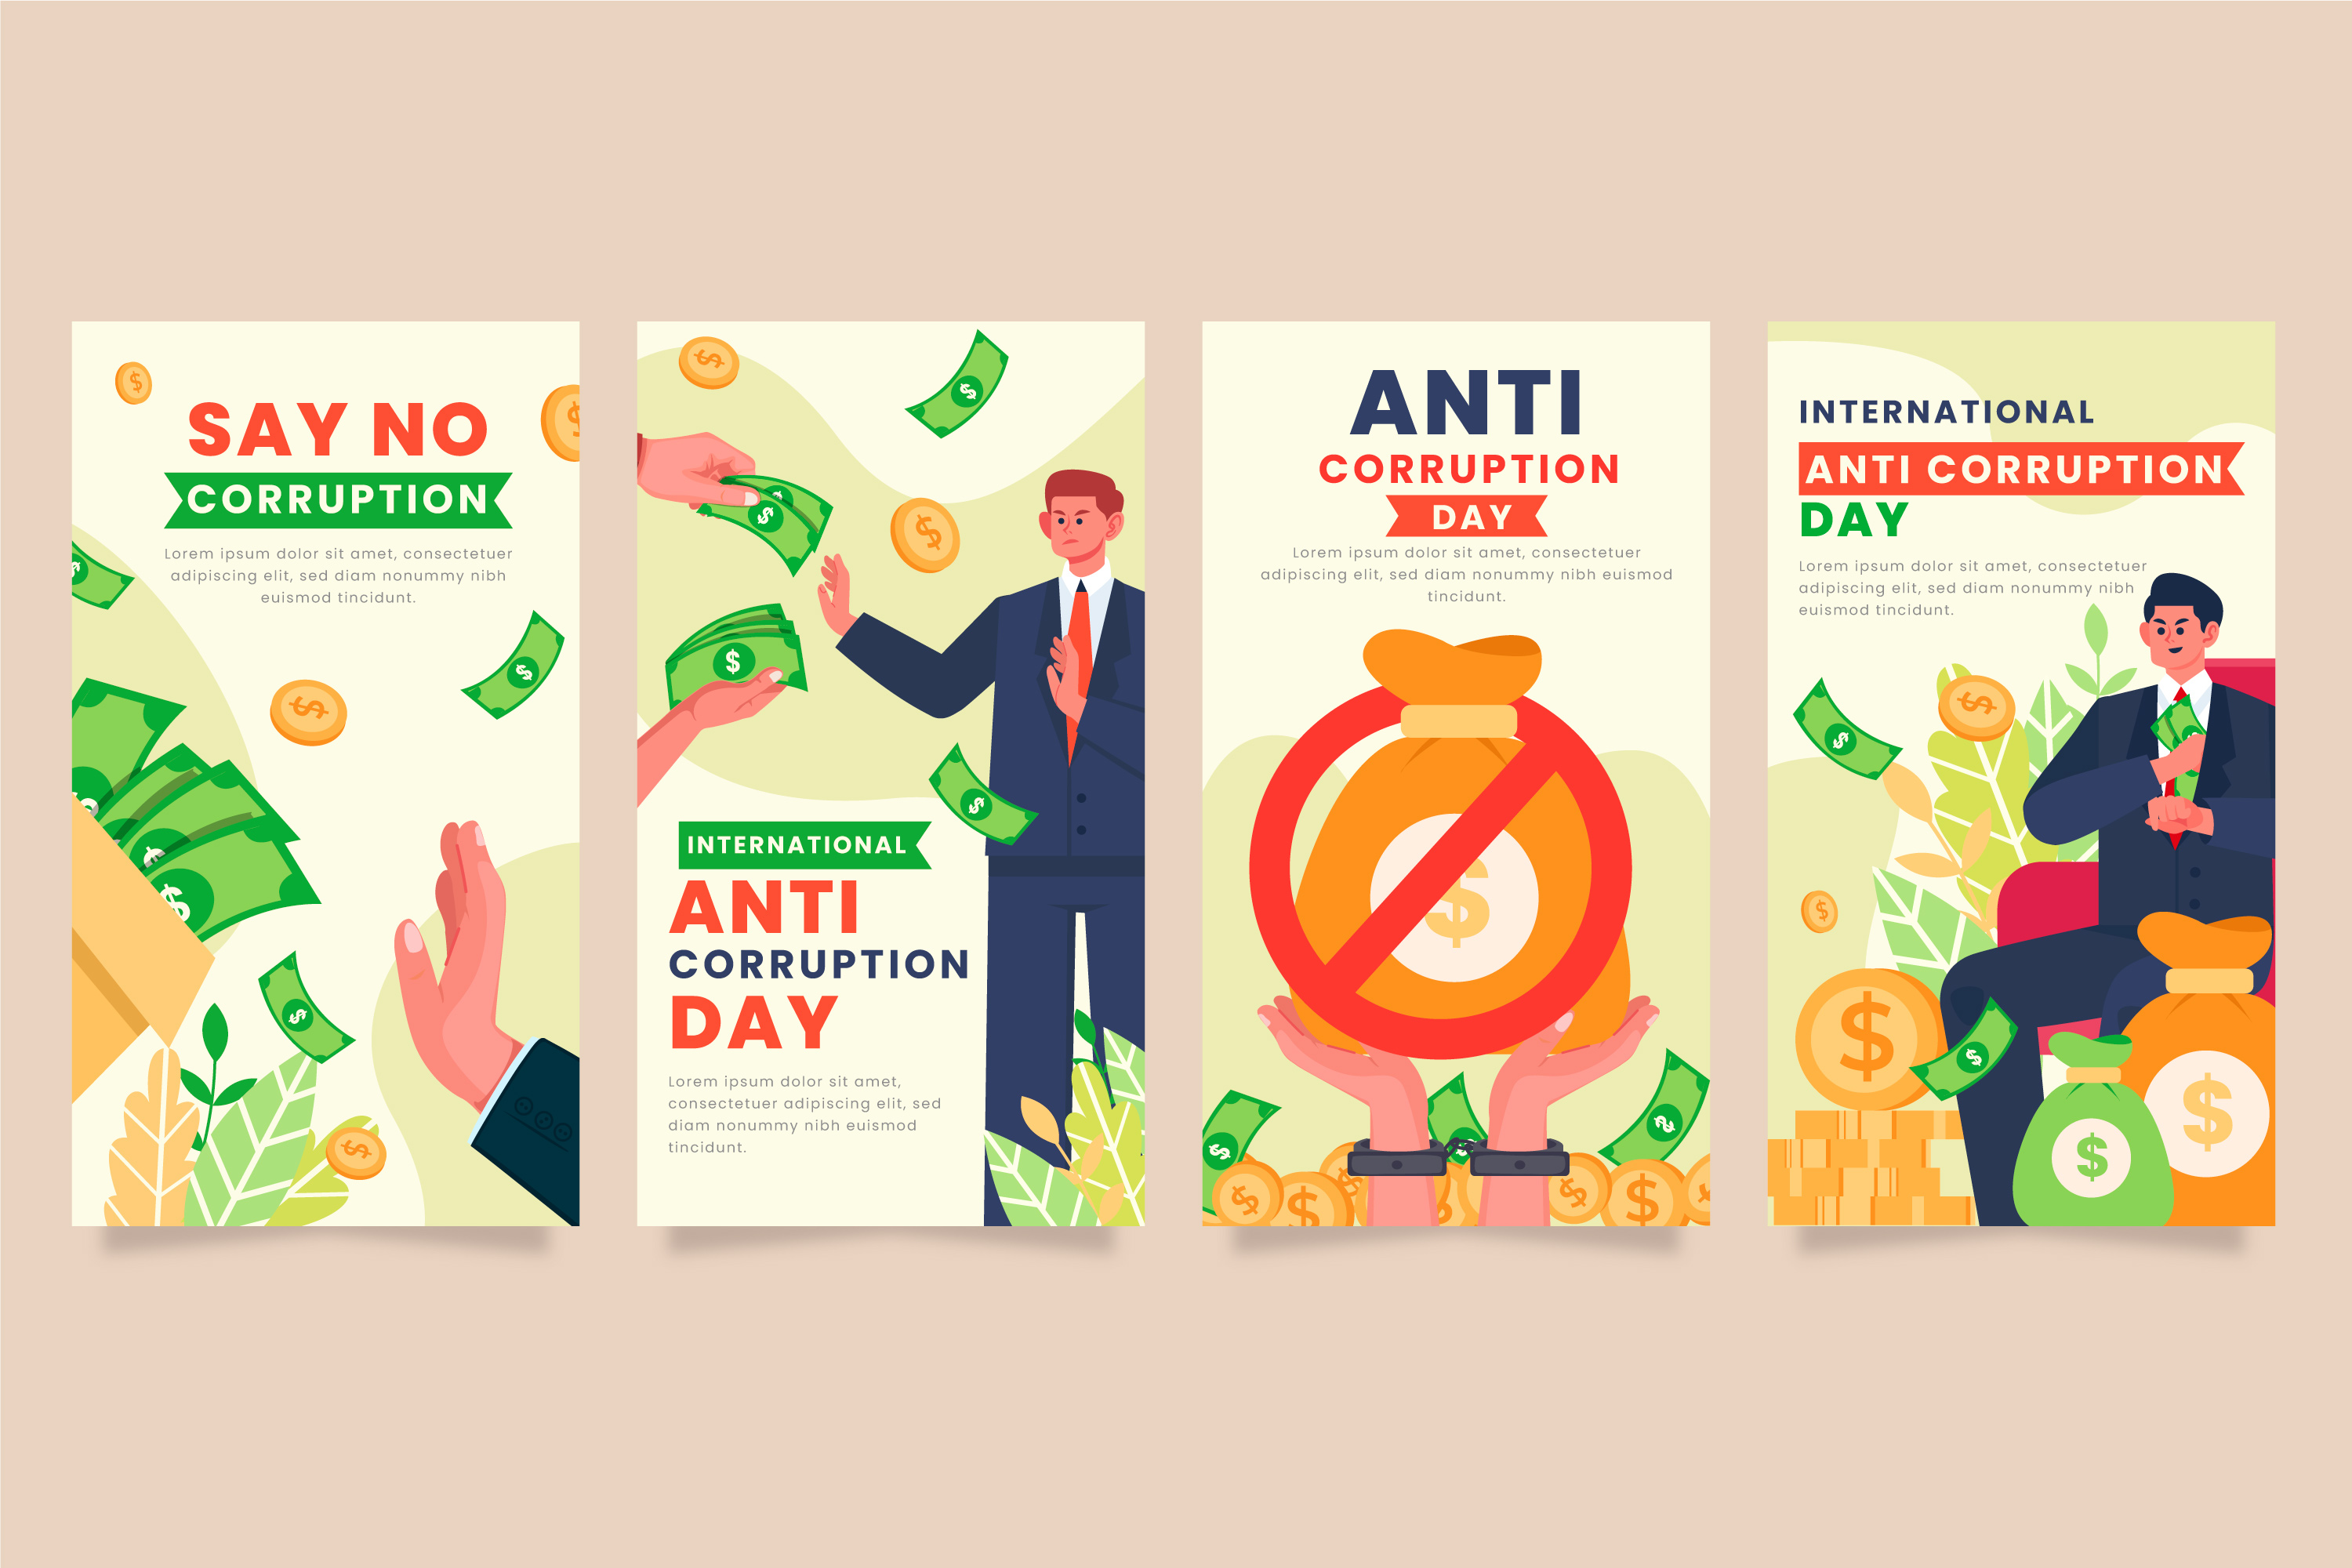 SAY NO
CORRUPTION
Lorem ipsum dolor sit amet, consectetuer
adipiscing elit, sed diam nonummy nibh
euismod tincidunt.
INTERNATIONAL
ANTI
CORRUPTION
DAY
Lorem ipsum dolor sit amet,
consectetuer adipiscing elit, sed
diam nonummy nibh euismod
tincidunt.
ANTI
CORRUPTION
DAY
Lorem ipsum dolor sit amet, consectetuer
adipiscing elit, sed diam nonummy nibh euismod
tincidunt.
INTERNATIONAL
ANTI CORRUPTION
DAY
Lorem ipsum dolor sit amet, consectetuer
adipiscing elit, sed diam nonummy nibh
euismod tincidunt.